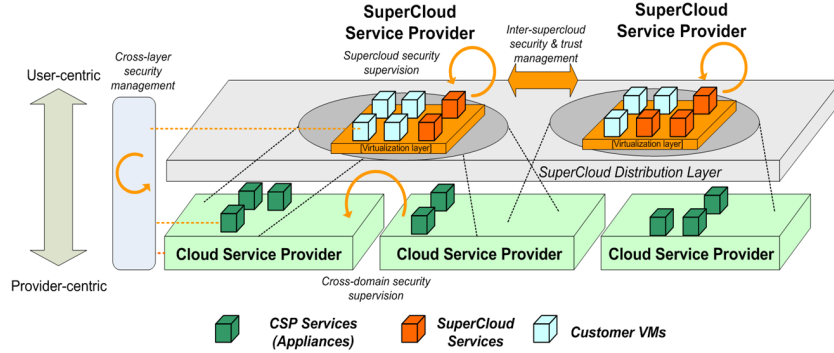 SuperCloud
Service Provider
SuperCloud
Service Provider
Cross-layer
security
management
Supercloud security
supervision
Inter-supercloud
security & trust
management
User-centric
[Virtualization layer]
[Virtualization layer]
SuperCloud Distribution Layer
Cloud Service Provider
Cloud Service Provider
Cloud Service Provider
Provider-centric
Cross-domain security
supervision
CSP Services
(Appliances)
SuperCloud
Services
Customer VMs